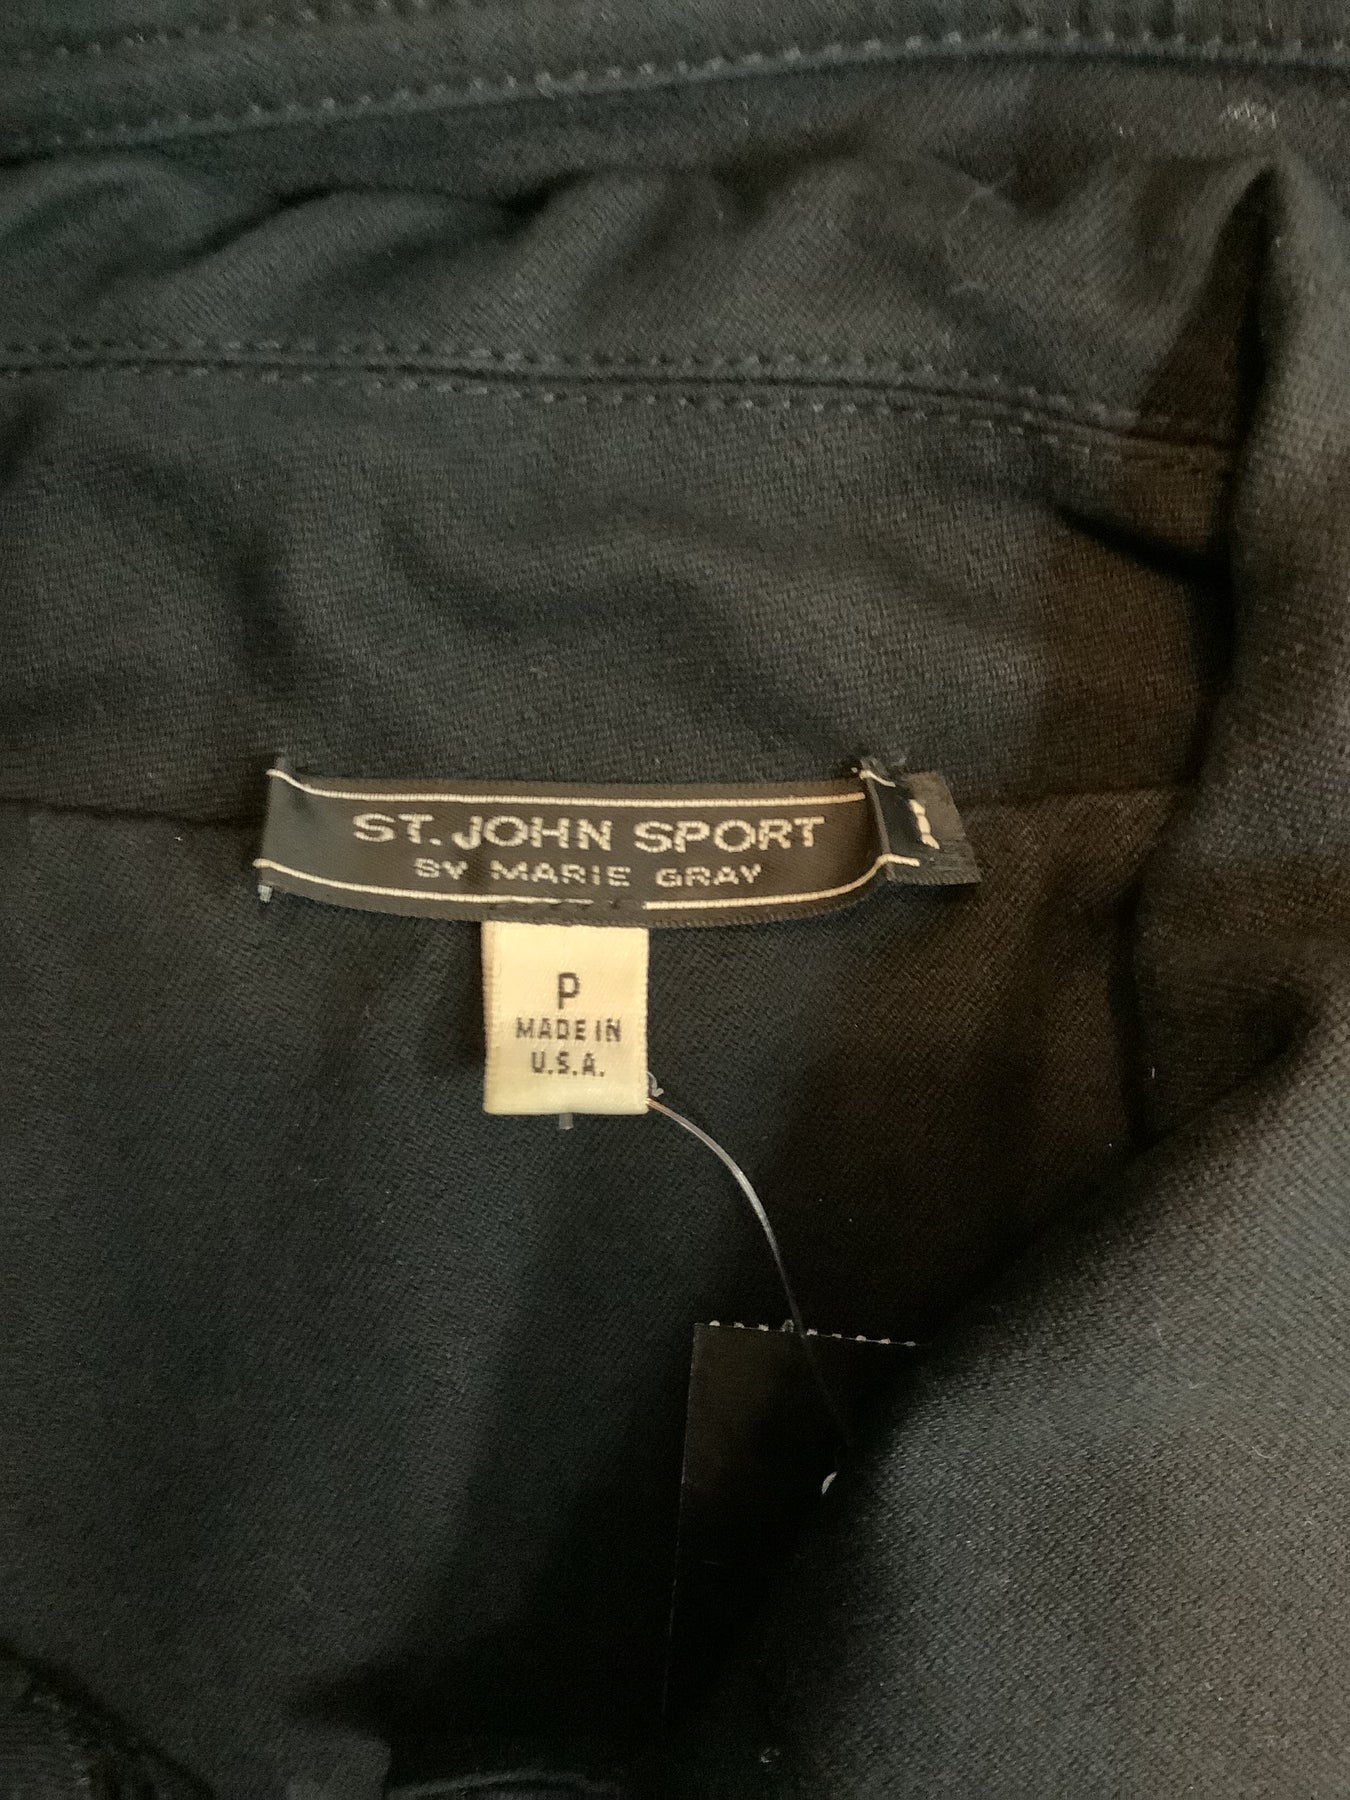 ST. JOHN SPORT
BY MARIE GRAY
P
MADE IN
U.S.A.